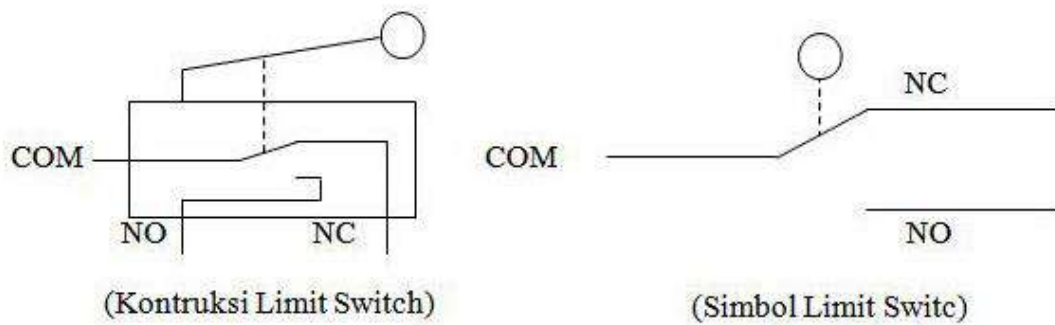 NC
COM
COM
NO
NC
NO
(Kontruksi Limit Switch)
(Simbol Limit Switc)